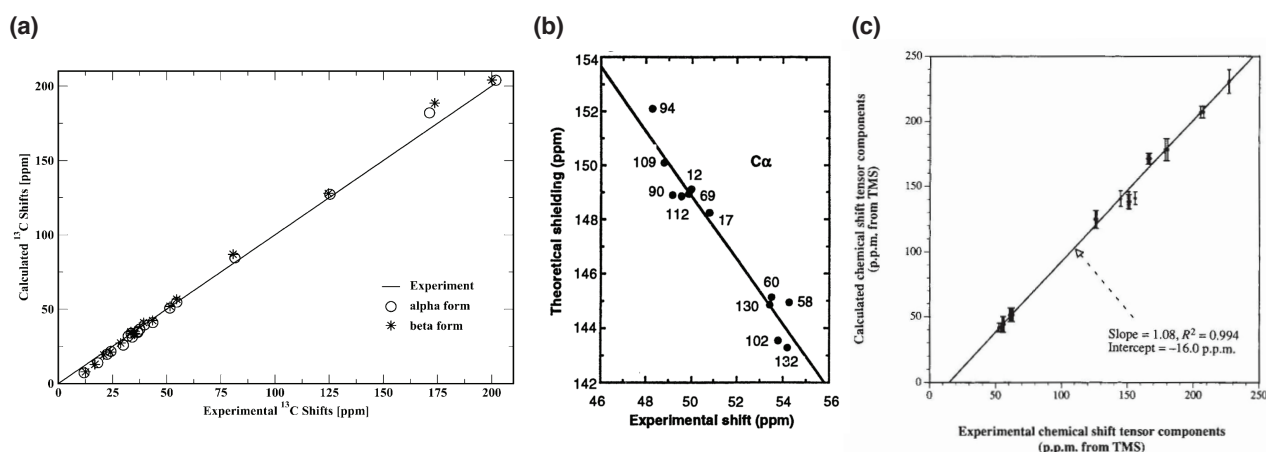 (a)
200
150
100
50
0
0 25 50 75 100 125 150 175 200
Calculated ¹³C Shifts [ppm]
Experimental ¹³C Shifts [ppm]
Experiment
alpha form
beta form
(b)
154
152
150
148
146
144
142
46 48 50 52 54 56
Theoretical shielding (ppm)
Experimental shift (ppm)
Cα
94
109
12
90
69
112
17
60
130
58
102
132
(c)
250
200
150
100
50
0
0 50 100 150 200 250
Calculated chemical shift tensor components
(p.p.m. from TMS)
Slope = 1.08, R² = 0.994
Intercept = −16.0 p.p.m.
Experimental chemical shift tensor components
(p.p.m. from TMS)